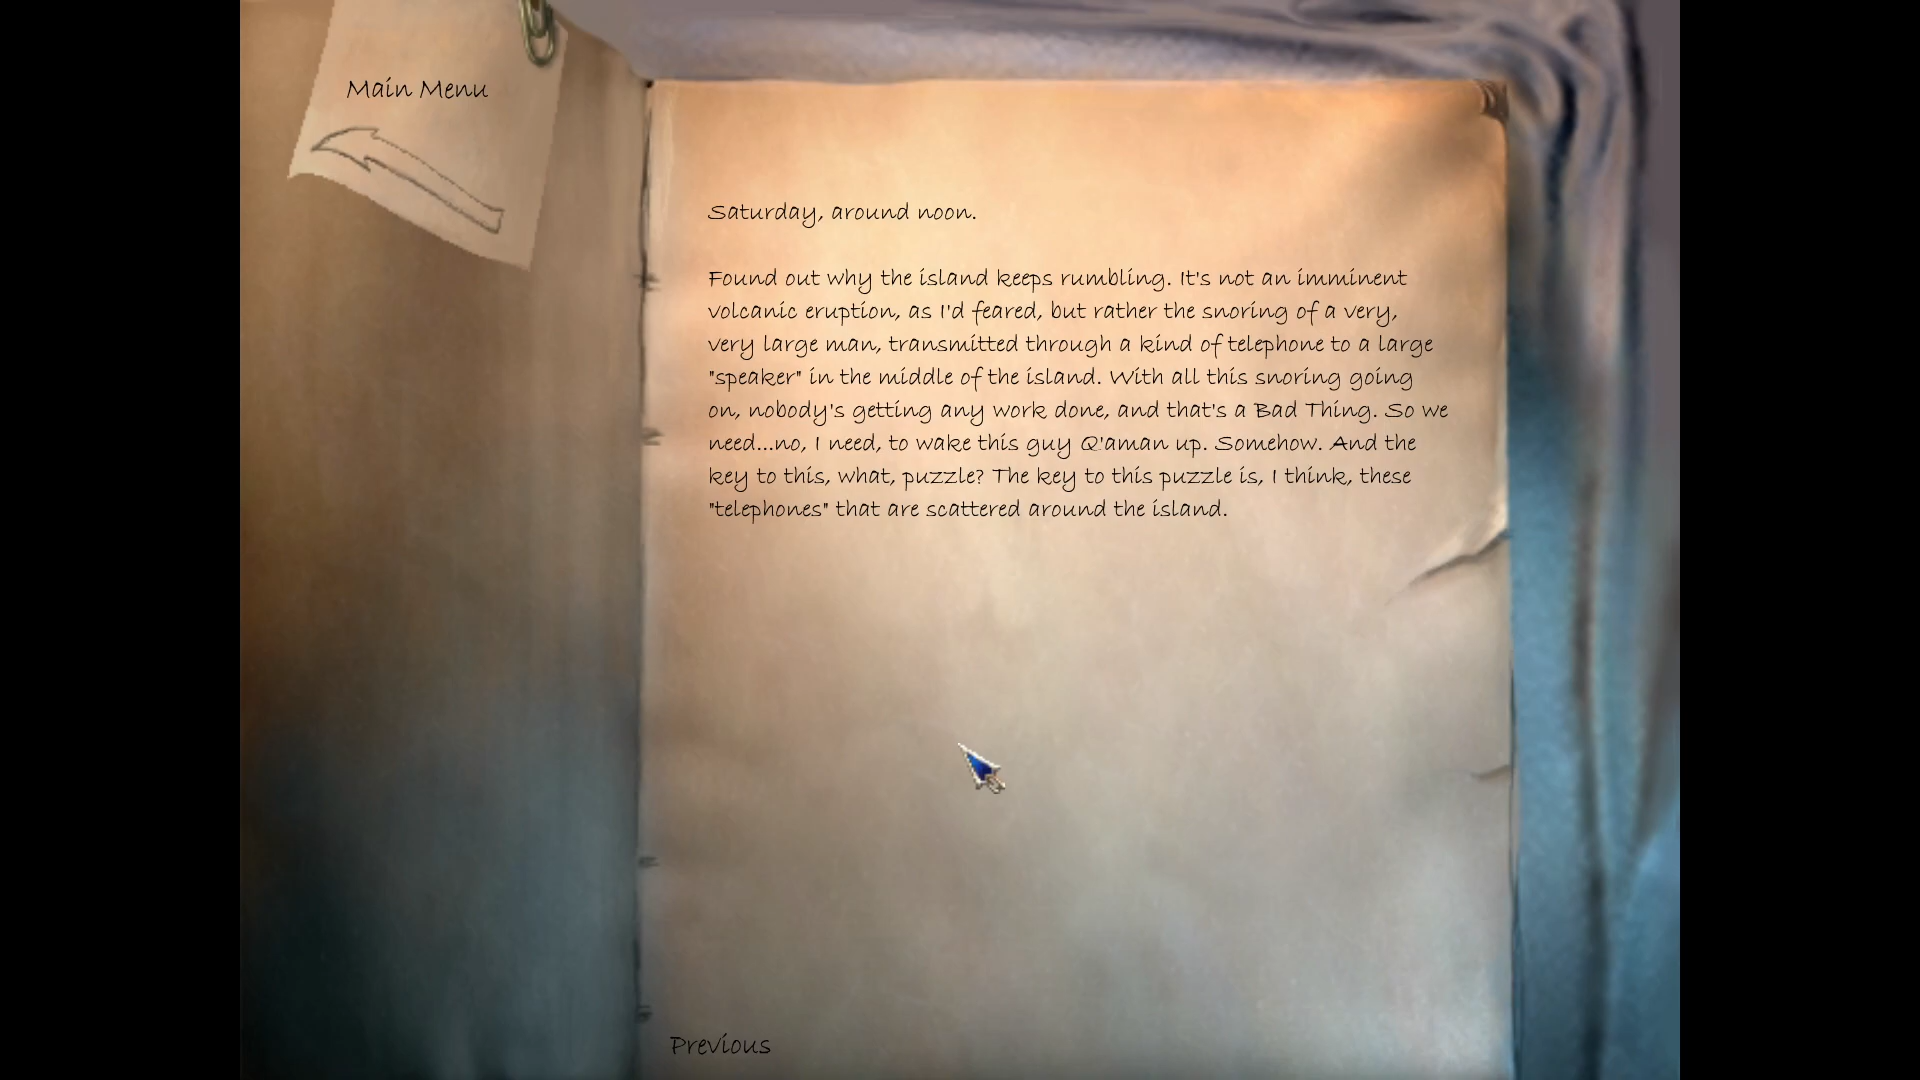 Main Menu
Saturday, around noon.
Found out why the island keeps rumbling. It's not an imminent
volcanic eruption, as I'd feared, but rather the snoring of a very,
very large man, transmitted through a kind of telephone to a large
"speaker" in the middle of the island. With all this snoring going
on, nobody's getting any work done, and that's a Bad Thing. So we
need...no, I need, to wake this guy Q'aman up. Somehow. And the
key to this, what, puzzle? The key to this puzzle is, I think, these
"telephones" that are scattered around the island.
Previous